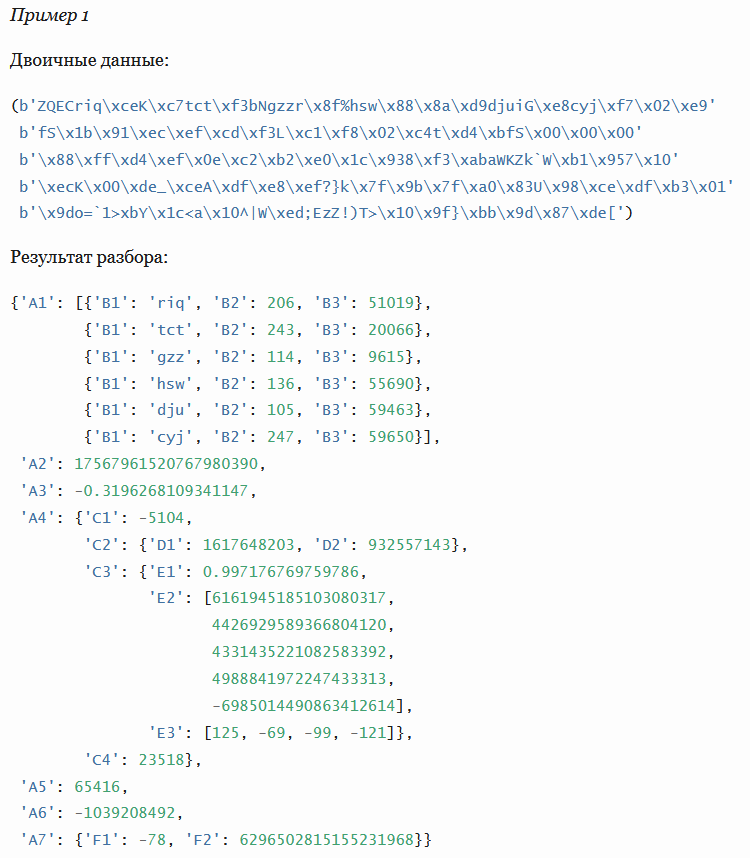 Пример 1
Двоичные данные:
(b'ZQECriq\xceK\xc7tct\xf3bNgzzr\x8f%hsw\x88\x8a\xd9djuiG\xe8cyj\xf7\x02\xe9'
b'fS\x1b\x91\xec\xef\xcd\xf3L\xc1\xf8\x02\xc4t\xd4\xbfS\x00\x00\x00'
b'\x88\xff\xd4\xef\x0e\xc2\xb2\xe0\x1c\x938\xf3\xabaWKZk`W\xb1\x957\x10'
b'\xecK\x00\xde_\xceA\xdf\xe8\xef?}k\x7f\x9b\x7f\xa0\x83U\x98\xce\xdf\xb3\x01'
b'\x9do=`1>xbY\x1c<a\x10^|W\xed;EzZ!)T>\x10\x9f}\xbb\x9d\x87\xde[')
Результат разбора:
{'A1': [{'B1': 'riq', 'B2': 206, 'B3': 51019},
{'B1': 'tct', 'B2': 243, 'B3': 20066},
{'B1': 'gzz', 'B2': 114, 'B3': 9615},
{'B1': 'hsw', 'B2': 136, 'B3': 55690},
{'B1': 'dju', 'B2': 105, 'B3': 59463},
{'B1': 'cyj', 'B2': 247, 'B3': 59650}],
'A2': 17567961520767980390,
'A3': -0.3196268109341147,
'A4': {'C1': -5104,
'C2': {'D1': 1617648203, 'D2': 932557143},
'C3': {'E1': 0.997176769759786,
'E2': [6161945185103080317,
4426929589366804120,
4331435221082583392,
4988841972247433313,
-6985014490863412614],
'E3': [125, -69, -99, -121]},
'C4': 23518},
'A5': 65416,
'A6': -1039208492,
'A7': {'F1': -78, 'F2': 6296502815155231968}}